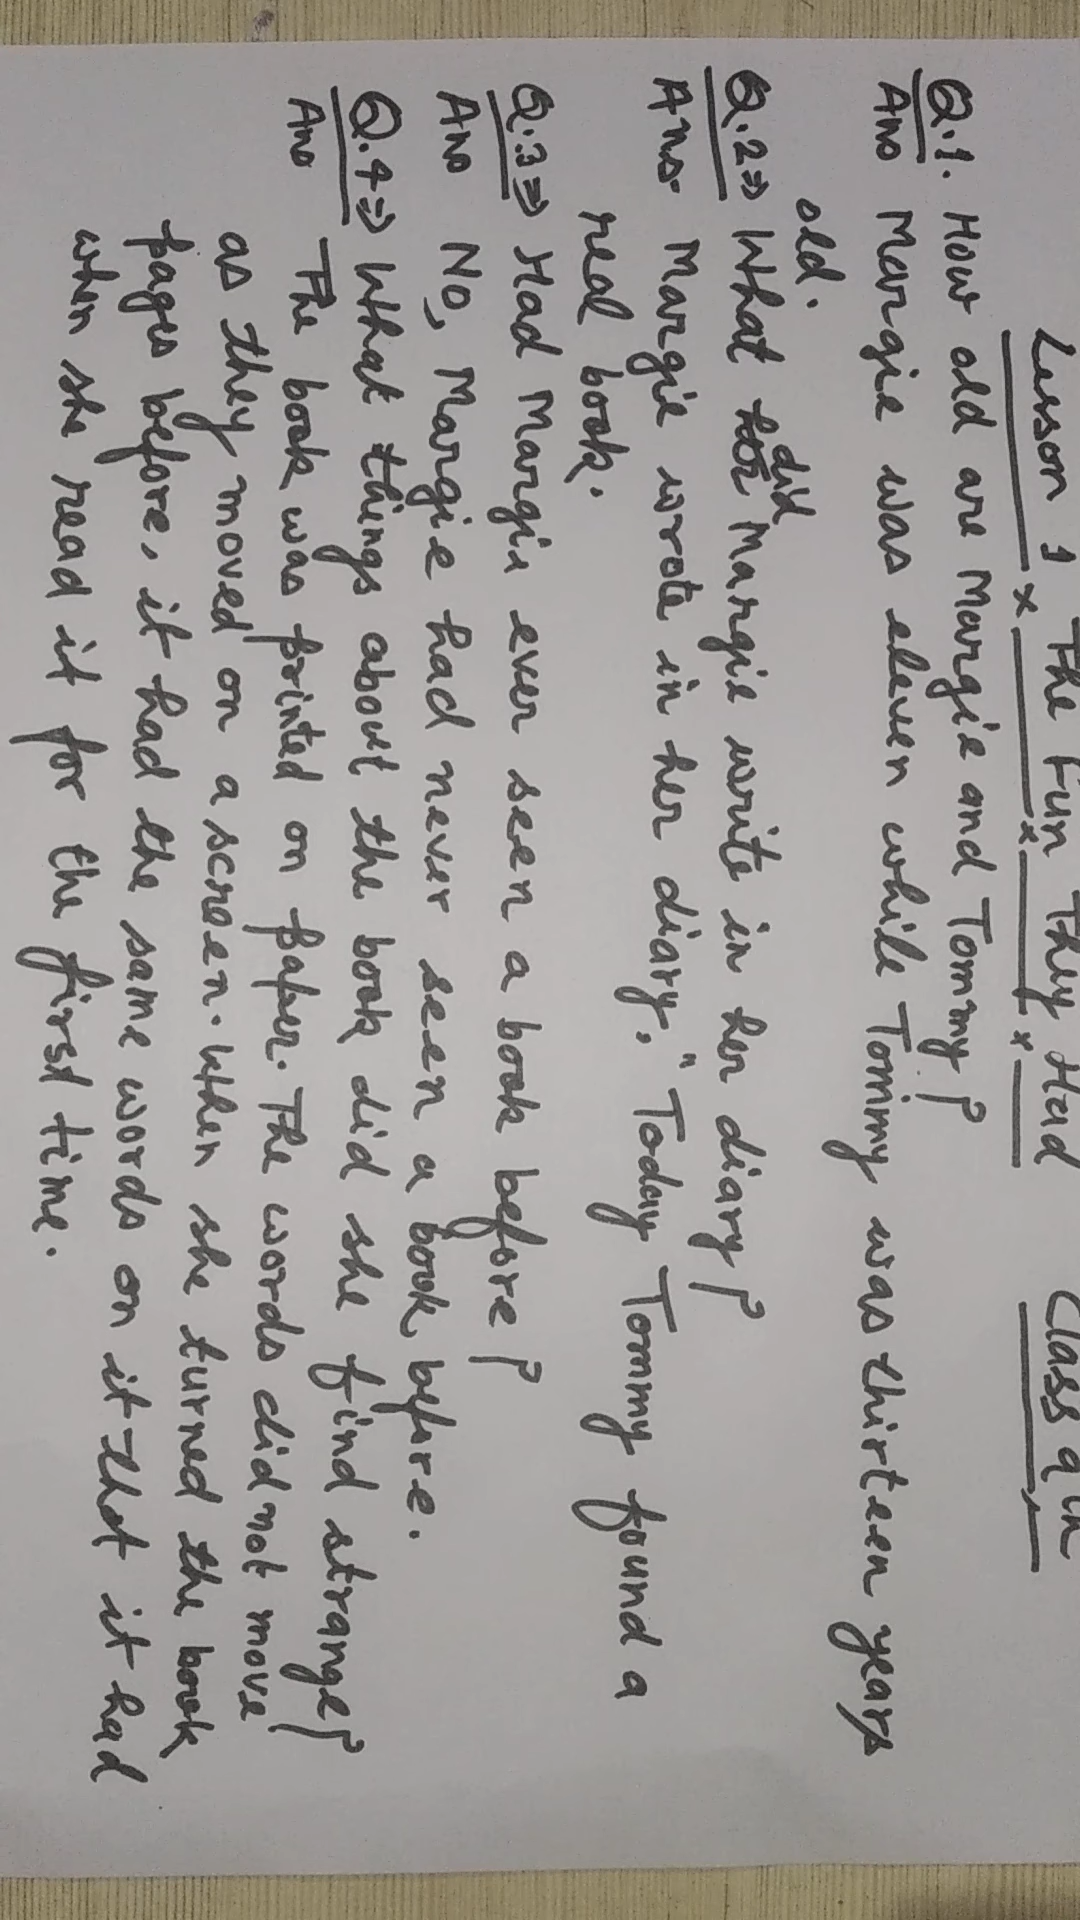 Lesson 1 The Fun They Had Class 9th
x x x
Q.1. How old are Margie and Tommy?
Ans Margie was eleven while Tommy was thirteen years
old.
Q.2⇒ What did Margie write in her diary?
Ans. Margie wrote in her diary, "Today Tommy found a
real book.
Q.3⇒ Had Margie ever seen a book before?
Ans No, Margie had never seen a book before.
Q.4⇒ What things about the book did she find strange?
Ans The book was printed on paper. The words did not move
as they moved on a screen. When she turned the book
pages before, it had the same words on it that it had
when she read it for the first time.